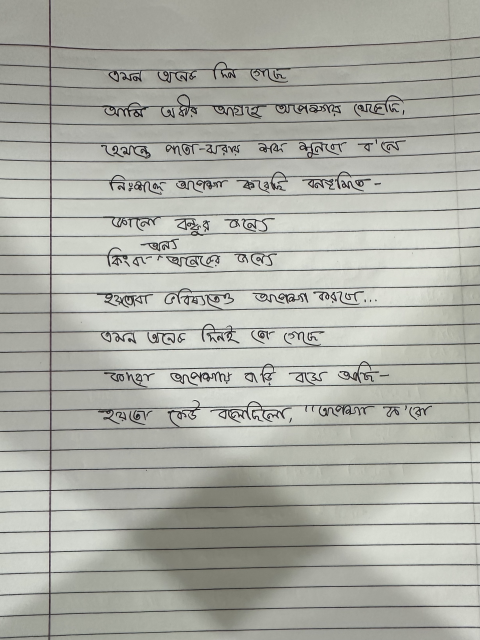 এমন অনেক দিন গেছে
আমি অধীর আগ্রহে অপেক্ষায় থেকেছি,
হেমন্তে পাতা-ঝরার শব্দ শুনবো ব'লে
নিঃশব্দে অপেক্ষা করেছি বনভূমিতে-
কোনো বন্ধুর জন্যে
কিংবা অন্য অনেকের জন্যে
হয়তোবা ভবিষ্যতেও অপেক্ষা করবো...
এমন অনেক দিনই তো গেছে
কারো অপেক্ষায় বাড়ি বসে আছি-
হয়তো কেউ বলেছিলো, "অপেক্ষা ক'রো